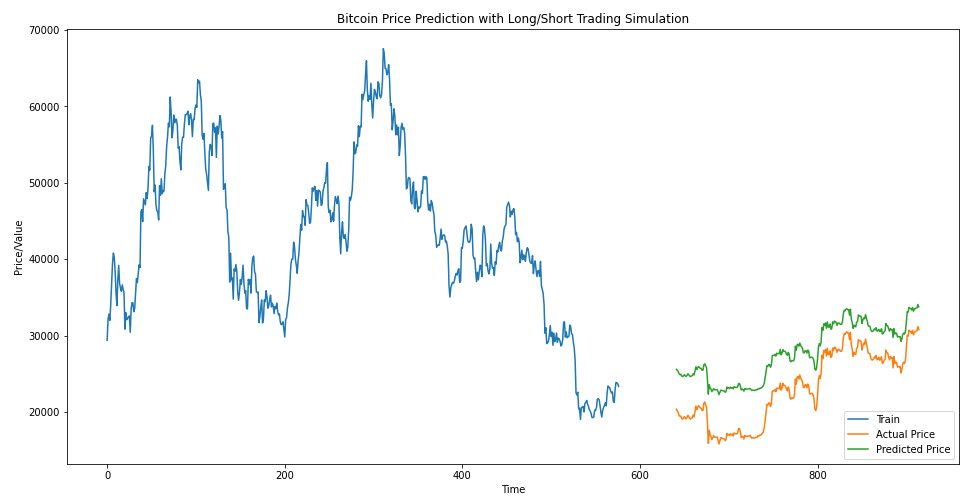 Bitcoin Price Prediction with Long/Short Trading Simulation
70000
60000
50000
40000
30000
20000
Price/Value
0
200
400
600
800
Time
Train
Actual Price
Predicted Price